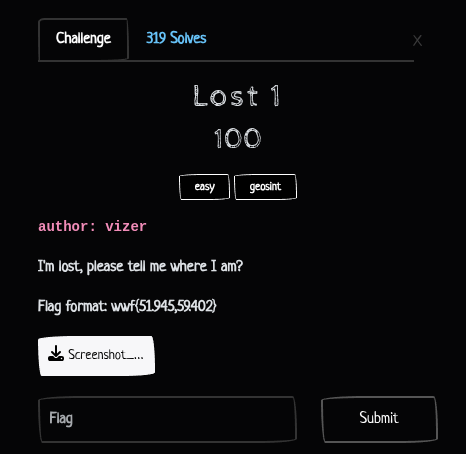 Challenge
319 Solves
X
Lost 1
100
easy
geosint
author: vizer
I'm lost, please tell me where I am?
Flag format: wwf{51.945,59.402}
Screenshot_...
Flag
Submit